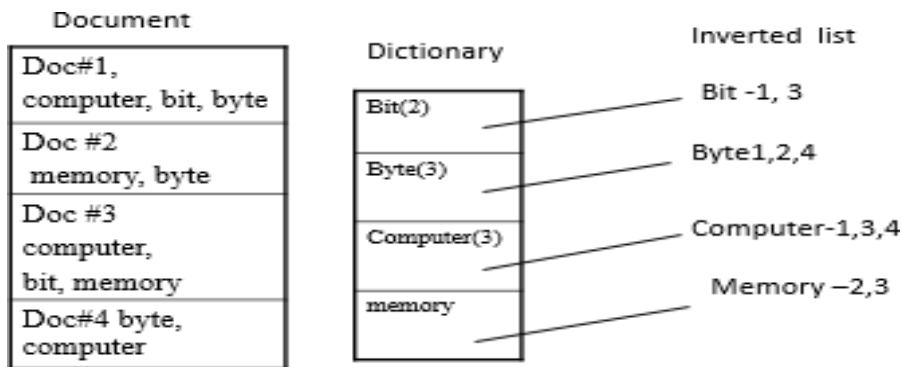 Document
Doc#1,
computer, bit, byte
Doc #2
memory, byte
Doc #3
computer,
bit, memory
Doc#4 byte,
computer
Dictionary
Bit(2)
Byte(3)
Computer(3)
memory
Inverted list
Bit -1, 3
Byte1,2,4
Computer-1,3,4
Memory –2,3